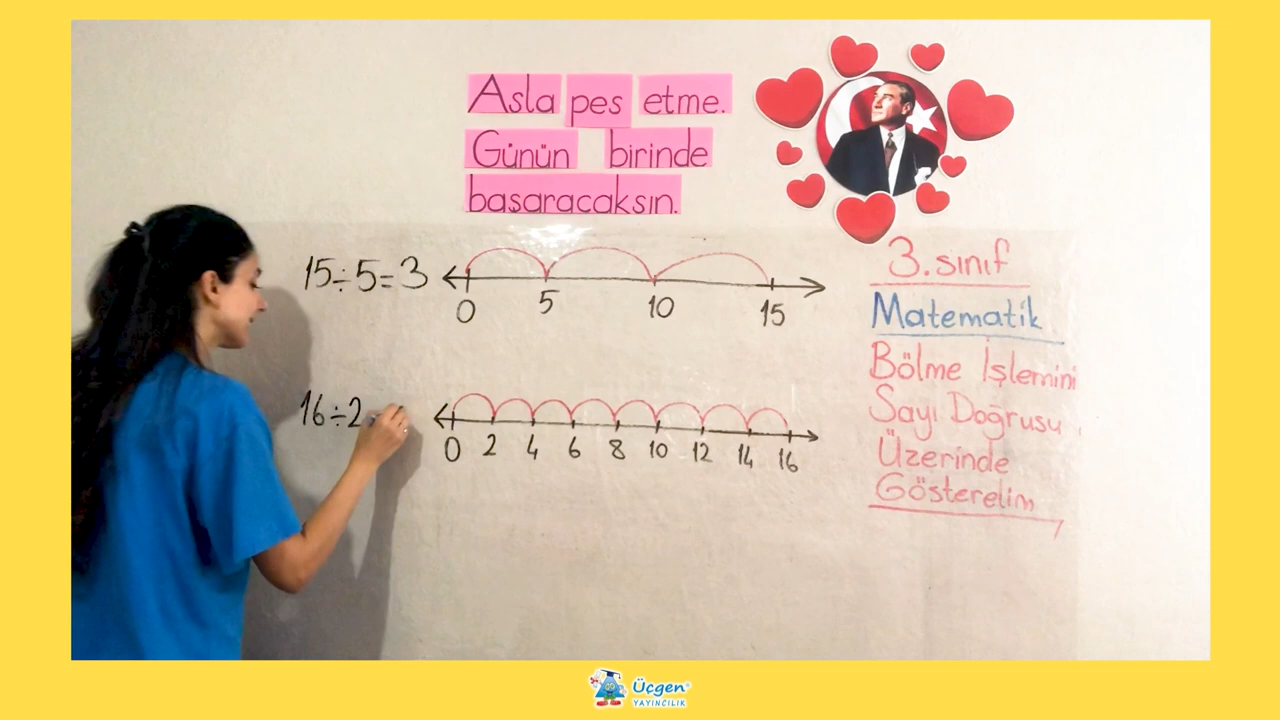 Asla pes etme.
Günün birinde
başaracaksın.
15÷5=3
0 5 10 15
16÷2
0 2 4 6 8 10 12 14 16
3. sınıf
Matematik
Bölme İşlemini
Sayı Doğrusu
Üzerinde
Gösterelim
Üçgen
YAYINCILIK